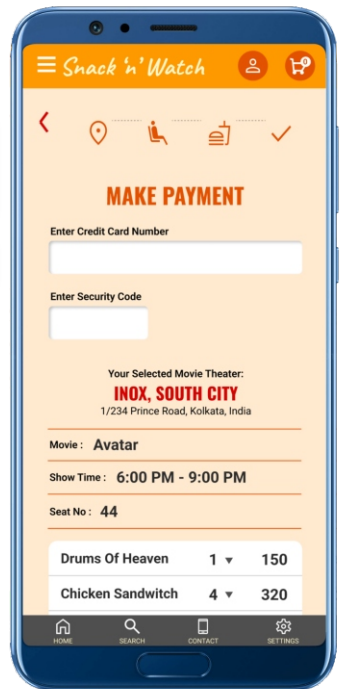 Snack 'n' Watch
0
MAKE PAYMENT
Enter Credit Card Number
Enter Security Code
Your Selected Movie Theater:
INOX, SOUTH CITY
1/234 Prince Road, Kolkata, India
Movie : Avatar
Show Time : 6:00 PM - 9:00 PM
Seat No : 44
Drums Of Heaven 1 150
Chicken Sandwitch 4 320
HOME SEARCH CONTACT SETTINGS